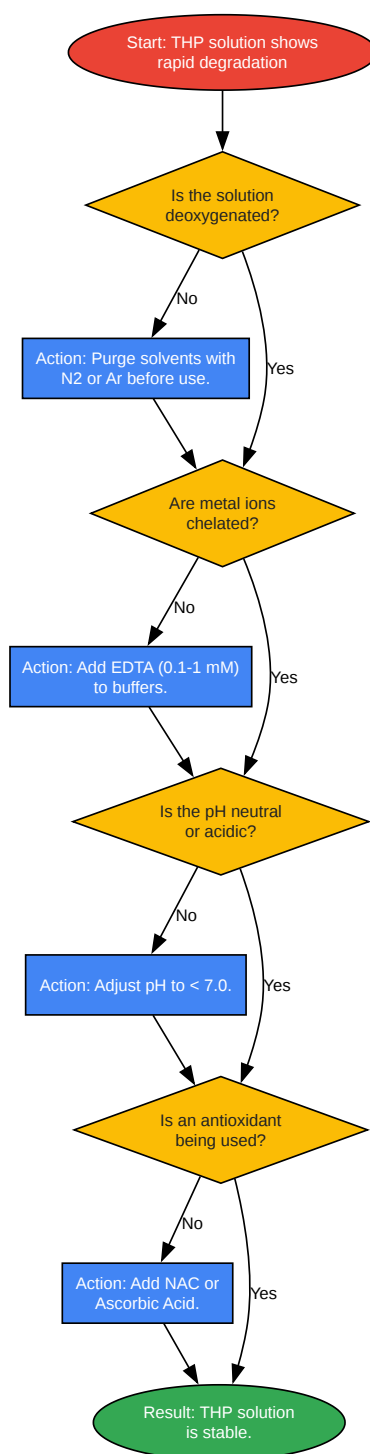 Start: THP solution shows
rapid degradation
Is the solution
deoxygenated?
No
Action: Purge solvents with
N2 or Ar before use.
Yes
Are metal ions
chelated?
No
Action: Add EDTA (0.1-1 mM)
to buffers.
Yes
Is the pH neutral
or acidic?
No
Action: Adjust pH to < 7.0.
Yes
Is an antioxidant
being used?
No
Action: Add NAC or
Ascorbic Acid.
Yes
Result: THP solution
is stable.